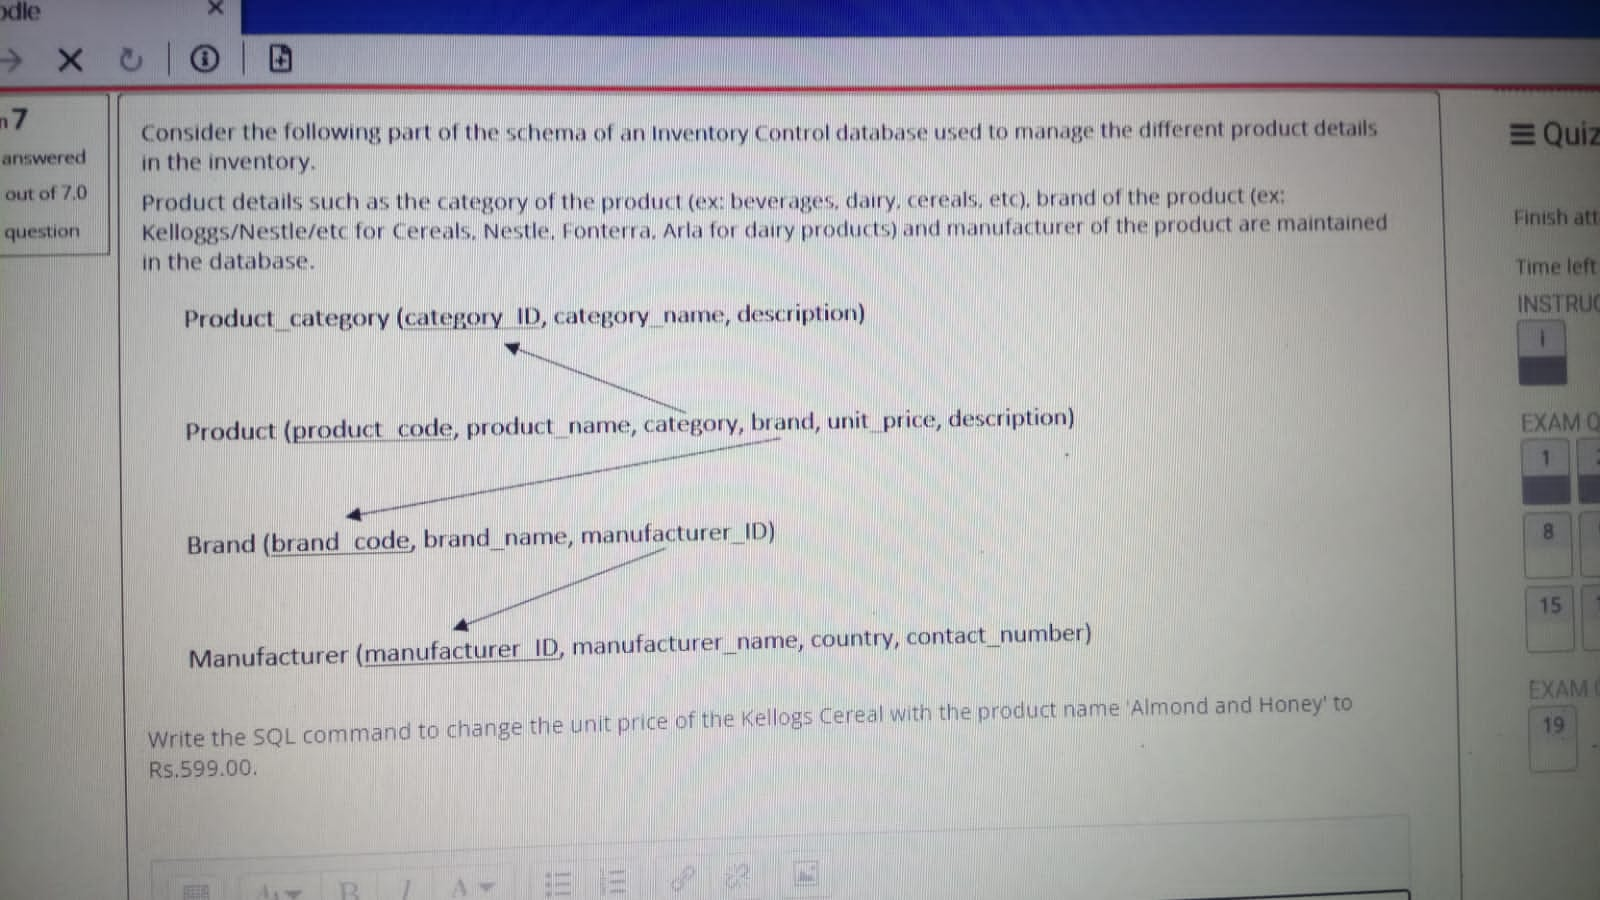 odle
7
answered
out of 7.0
question
Consider the following part of the schema of an Inventory Control database used to manage the different product details
in the inventory.
Product details such as the category of the product (ex: beverages, dairy, cereals, etc), brand of the product (ex:
Kelloggs/Nestle/etc for Cereals, Nestle, Fonterra, Arla for dairy products) and manufacturer of the product are maintained
in the database.
Product_category (category_ID, category_name, description)
Product (product_code, product_name, category, brand, unit_price, description)
Brand (brand_code, brand_name, manufacturer_ID)
Manufacturer (manufacturer_ID, manufacturer_name, country, contact_number)
Write the SQL command to change the unit price of the Kellogs Cereal with the product name 'Almond and Honey' to
Rs.599.00.
B I A
Quiz
Finish att
Time left
INSTRUC
i
EXAM Q
1
8
15
EXAM
19